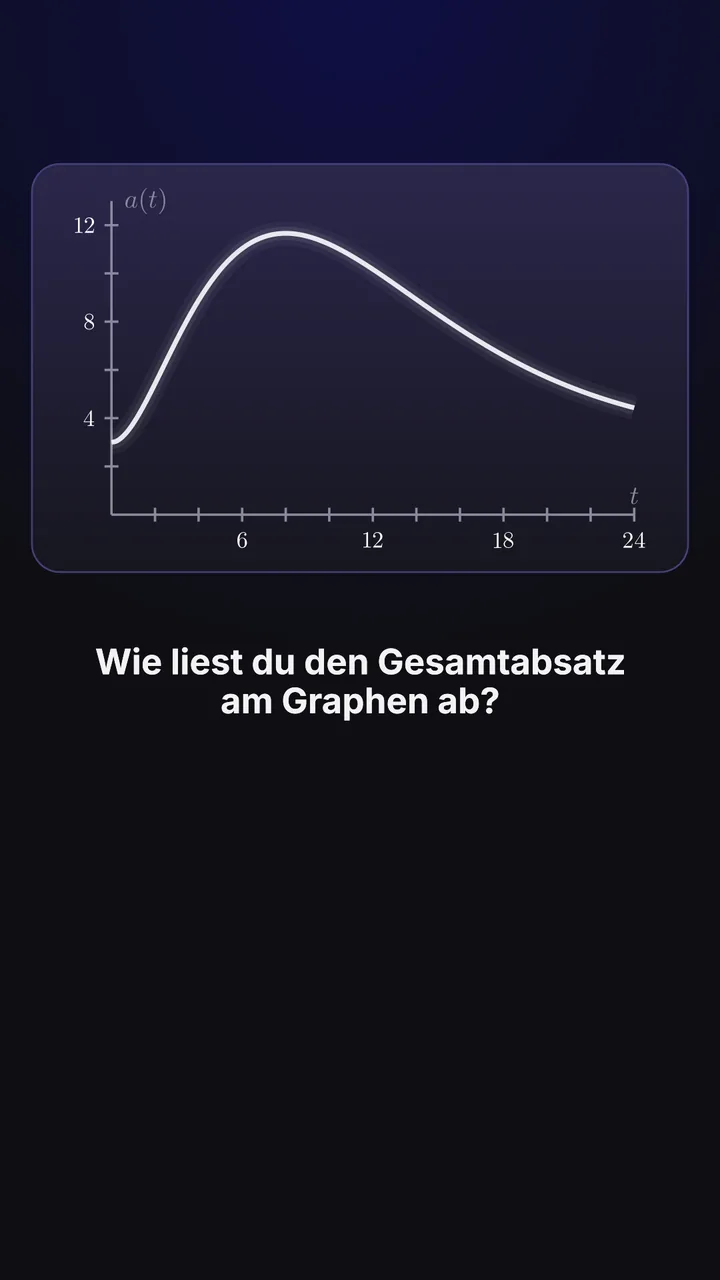 a(t)
12
8
4
t
6 12 18 24
Wie liest du den Gesamtabsatz
am Graphen ab?